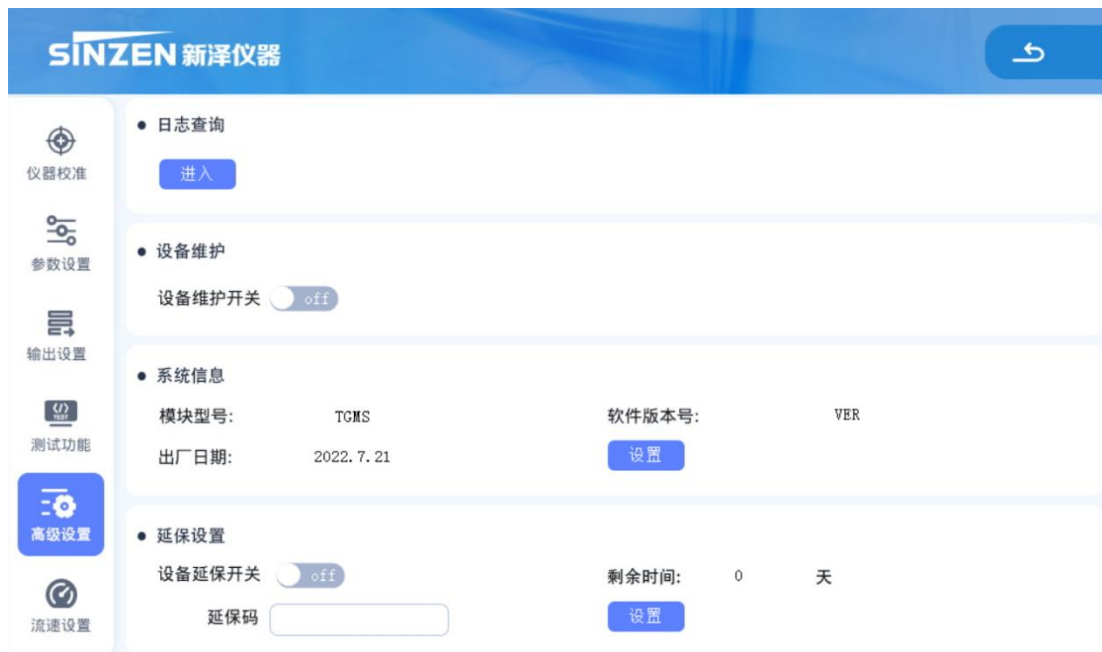 SINZEN 新泽仪器
仪器校准
参数设置
输出设置
TEST
测试功能
高级设置
流速设置
日志查询
进入
设备维护
设备维护开关 off
系统信息
模块型号: TGMS 软件版本号: VER
出厂日期: 2022.7.21 设置
延保设置
设备延保开关 off 剩余时间: 0 天
延保码 设置